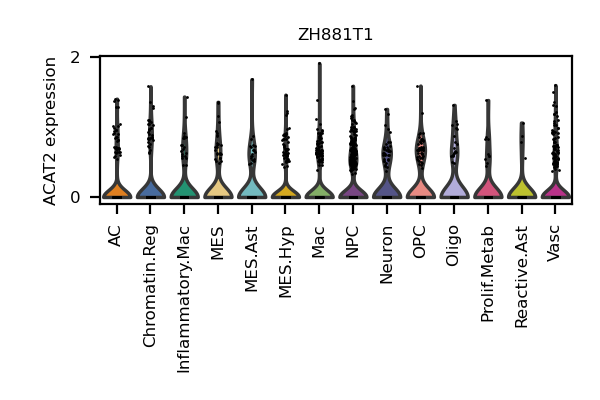 ZH881T1
ACAT2 expression
2
0
AC
Chromatin.Reg
Inflammatory.Mac
MES
MES.Ast
MES.Hyp
Mac
NPC
Neuron
OPC
Oligo
Prolif.Metab
Reactive.Ast
Vasc